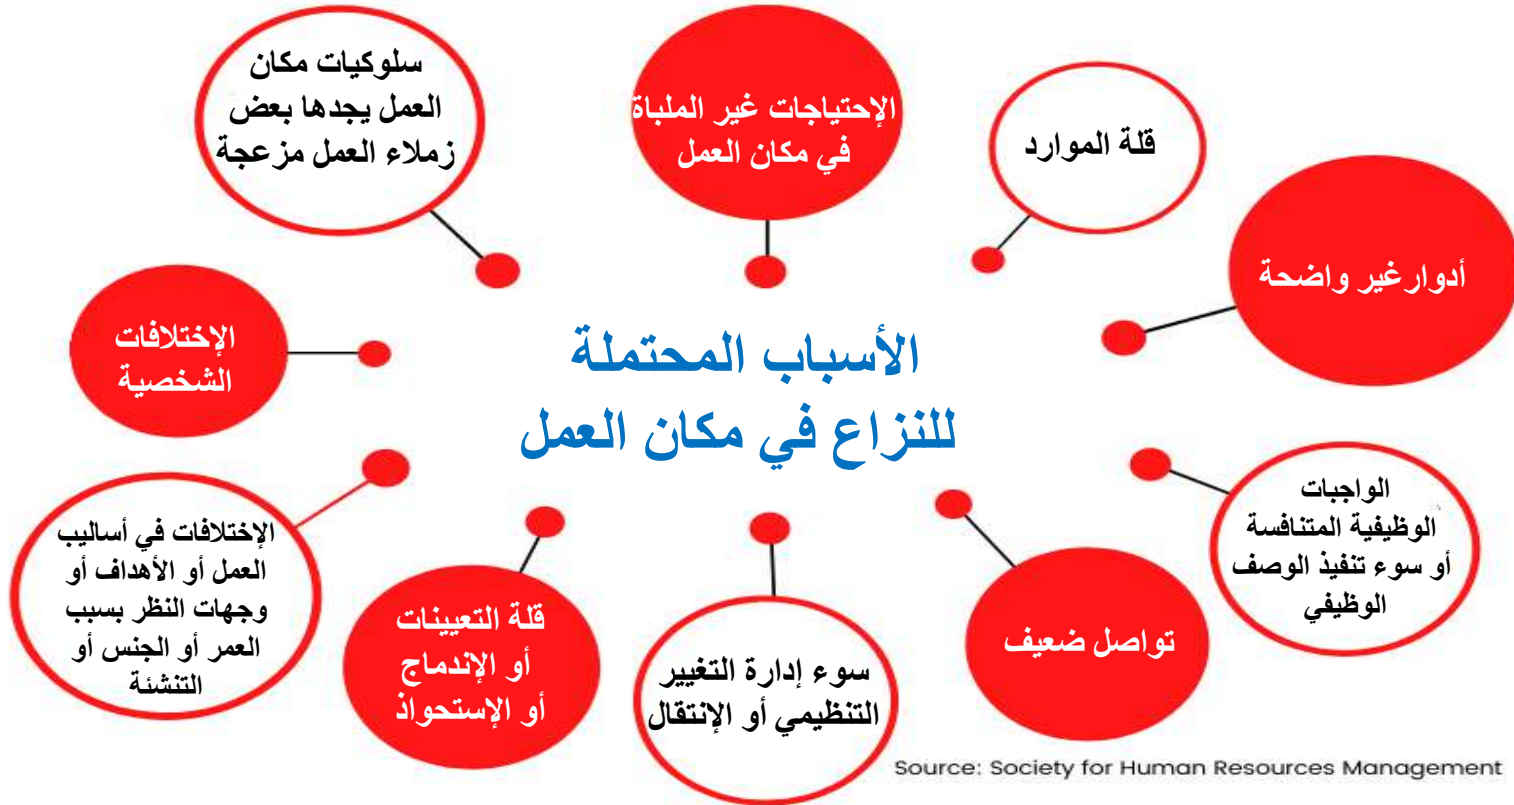 الأسباب المحتملة
للنزاع في مكان العمل
قلة الموارد
الإحتياجات غير الملباة
في مكان العمل
سلوكيات مكان
العمل يجدها بعض
زملاء العمل مزعجة
أدوارغير واضحة
الإختلافات
الشخصية
الواجبات
الوظيفية المتنافسة
أو سوء تنفيذ الوصف
الوظيفي
تواصل ضعيف
سوء إدارة التغيير
التنظيمي أو الإنتقال
قلة التعيينات
أو الإندماج
أو الإستحواذ
الإختلافات في أساليب
العمل أو الأهداف أو
وجهات النظر بسبب
العمر أو الجنس أو
التنشئة
Source: Society for Human Resources Management